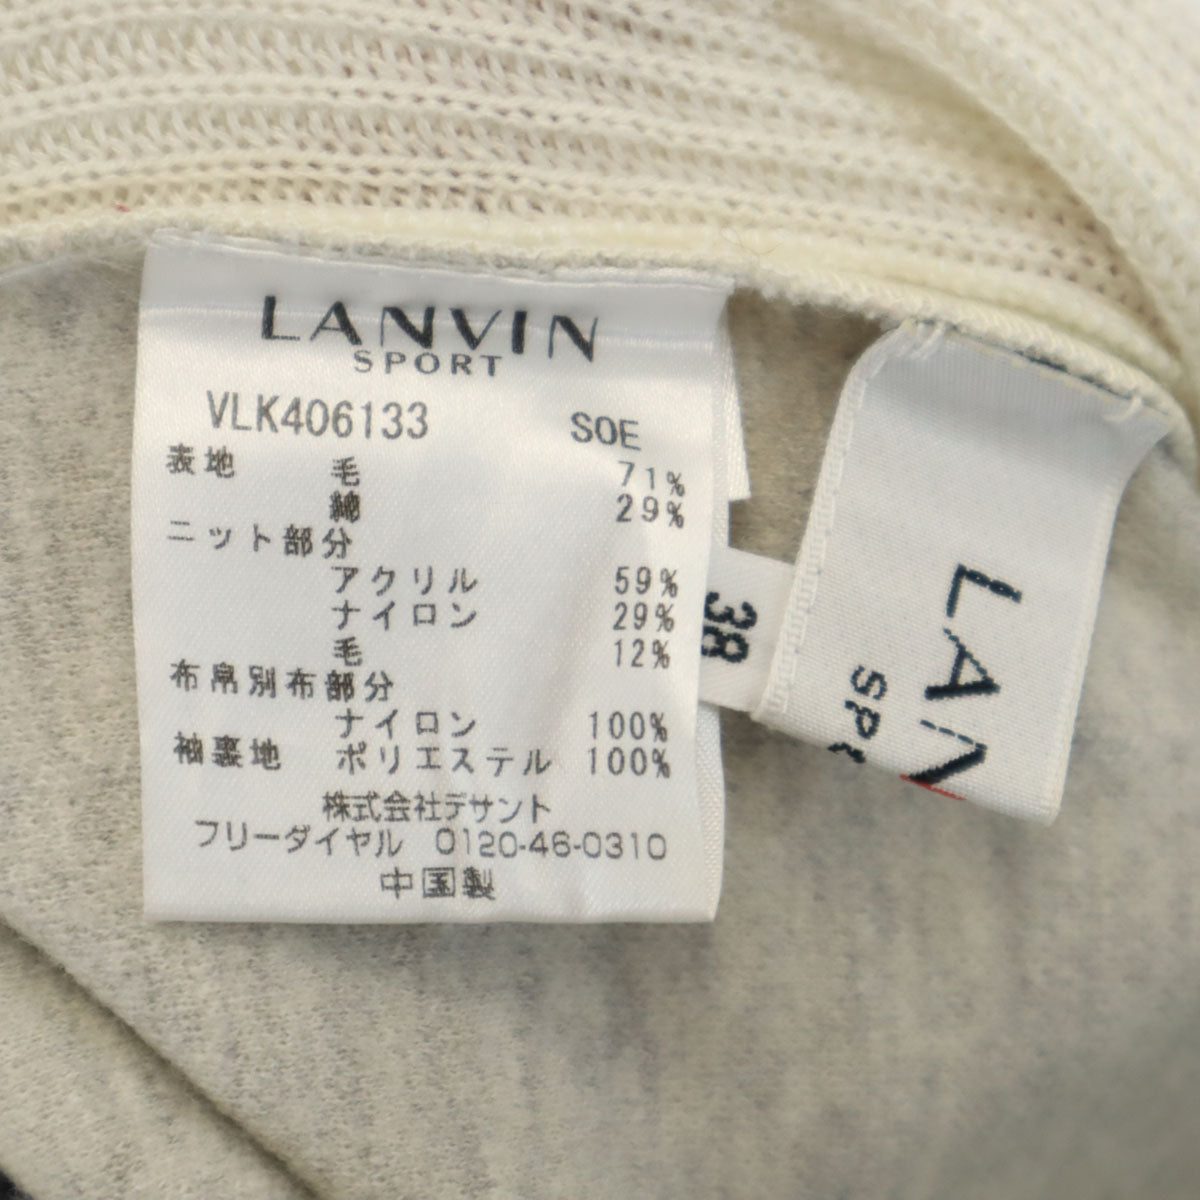 LANVIN
SPORT
VLK406133 SOE
表地 毛 71%
綿 29%
ニット部分
アクリル 59%
ナイロン 29%
毛 12%
布帛別布部分
ナイロン 100%
袖裏地 ポリエステル 100%
株式会社デサント
フリーダイヤル 0120-46-0310
中国製
38
LAN
SPO